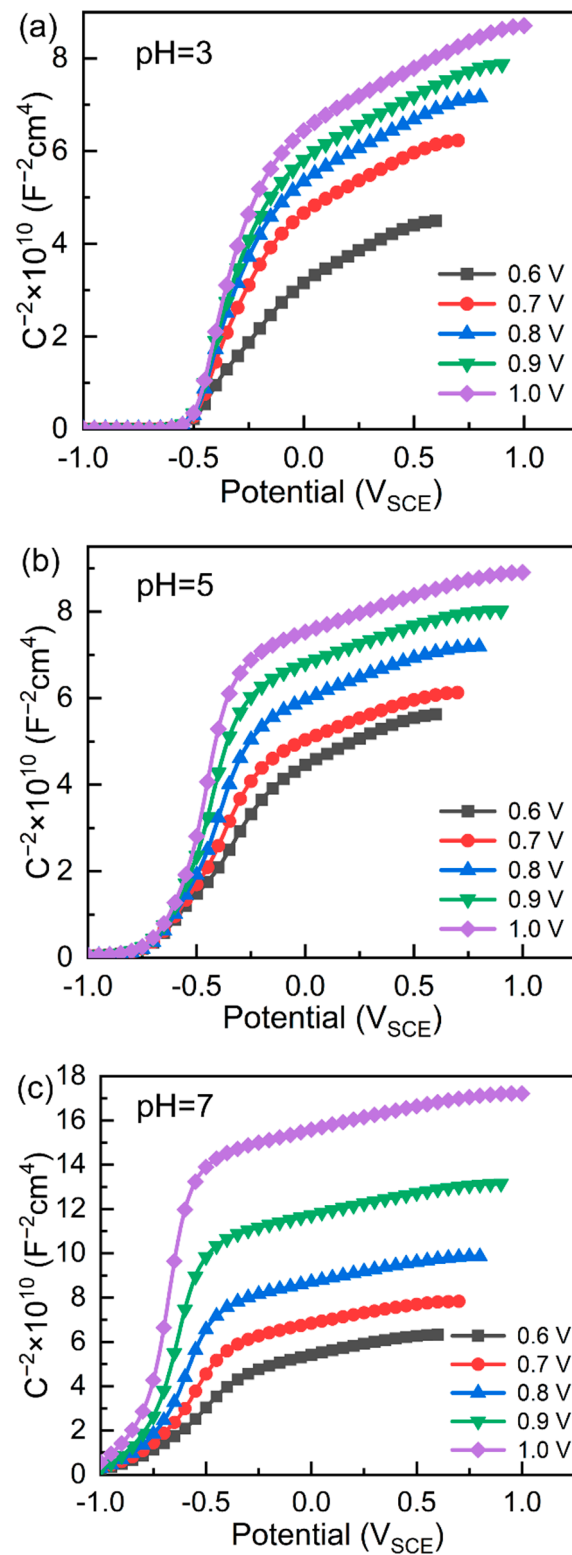 (a)
pH=3
C⁻²×10¹⁰ (F⁻²cm⁴)
8
6
4
2
0
0.6 V
0.7 V
0.8 V
0.9 V
1.0 V
-1.0 -0.5 0.0 0.5 1.0
Potential (V_SCE)
(b)
pH=5
C⁻²×10¹⁰ (F⁻²cm⁴)
8
6
4
2
0
0.6 V
0.7 V
0.8 V
0.9 V
1.0 V
-1.0 -0.5 0.0 0.5 1.0
Potential (V_SCE)
(c)
pH=7
C⁻²×10¹⁰ (F⁻²cm⁴)
18
16
14
12
10
8
6
4
2
0
0.6 V
0.7 V
0.8 V
0.9 V
1.0 V
-1.0 -0.5 0.0 0.5 1.0
Potential (V_SCE)